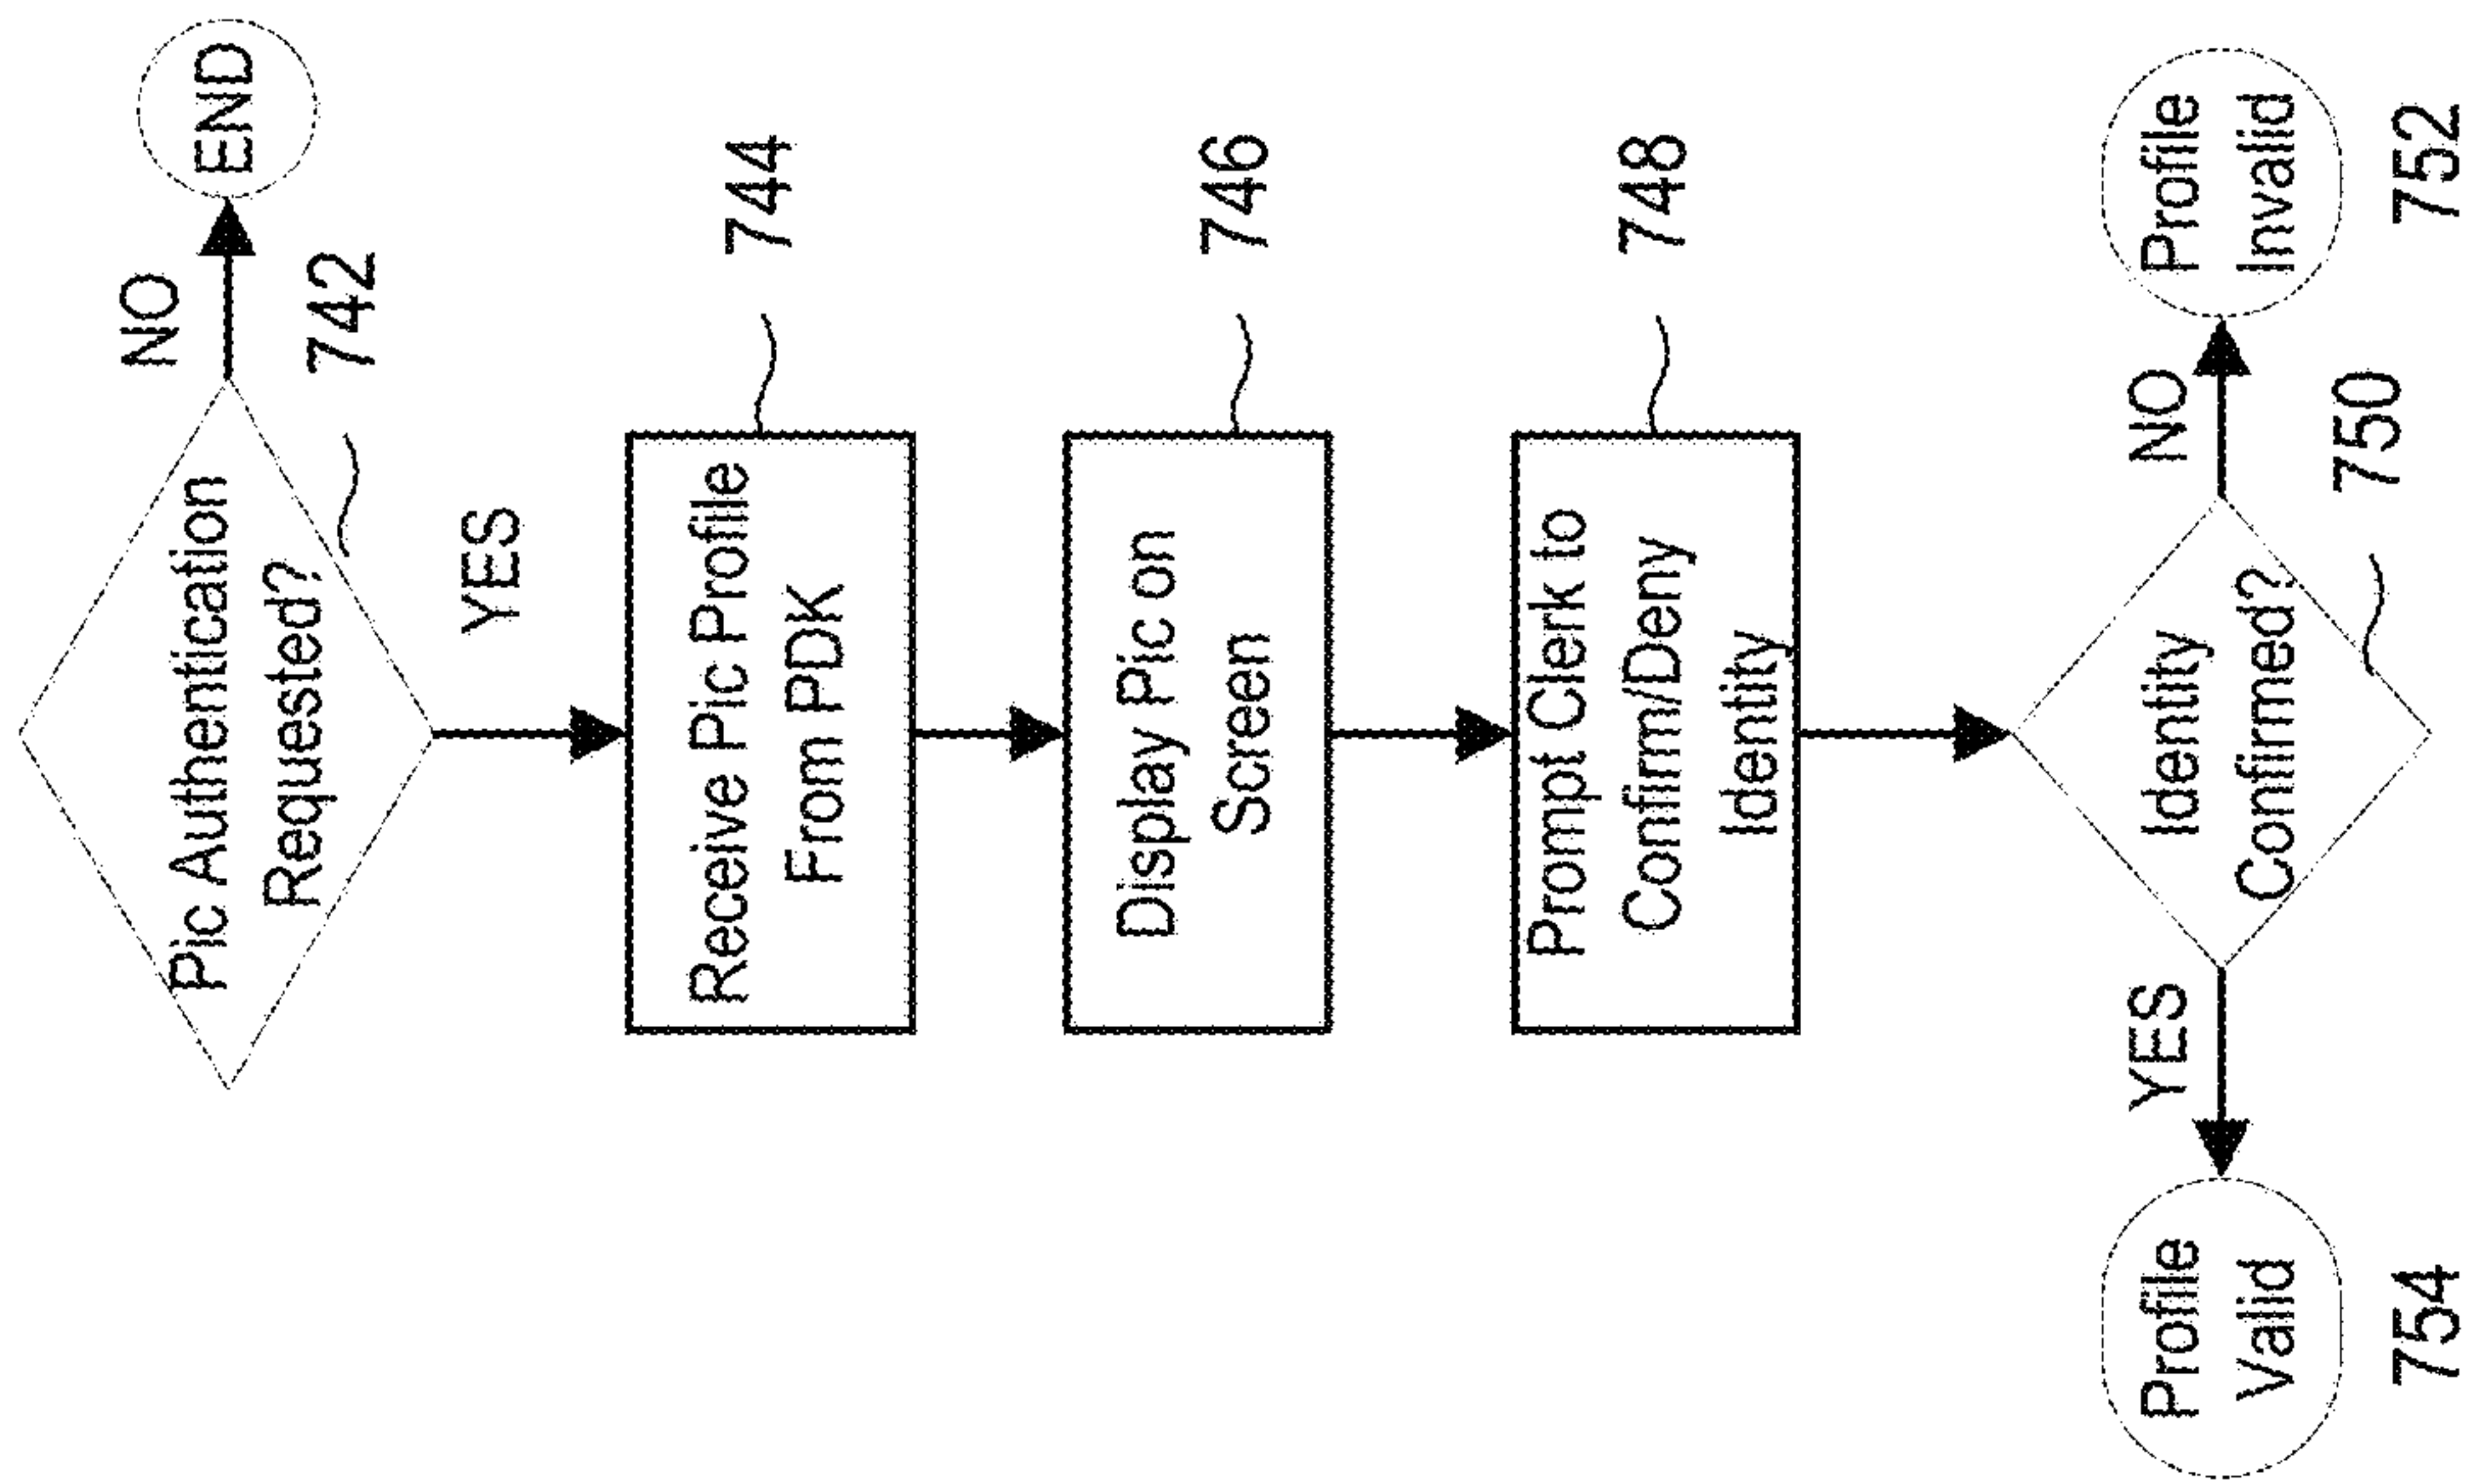 Pic Authentication
Requested?
NO
END
742
YES
Receive Pic Profile
From PDK
744
Display Pic on
Screen
746
Prompt Clerk to
Confirm/Deny
Identity
748
Identity
Confirmed?
YES
NO
750
Profile
Valid
754
Profile
Invalid
752